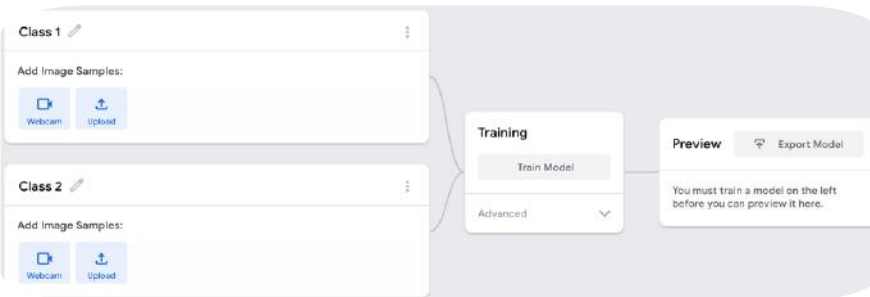 Class 1
Add Image Samples:
Webcam
Upload
Class 2
Add Image Samples:
Webcam
Upload
Training
Train Model
Advanced
Preview
Export Model
You must train a model on the left
before you can preview it here.